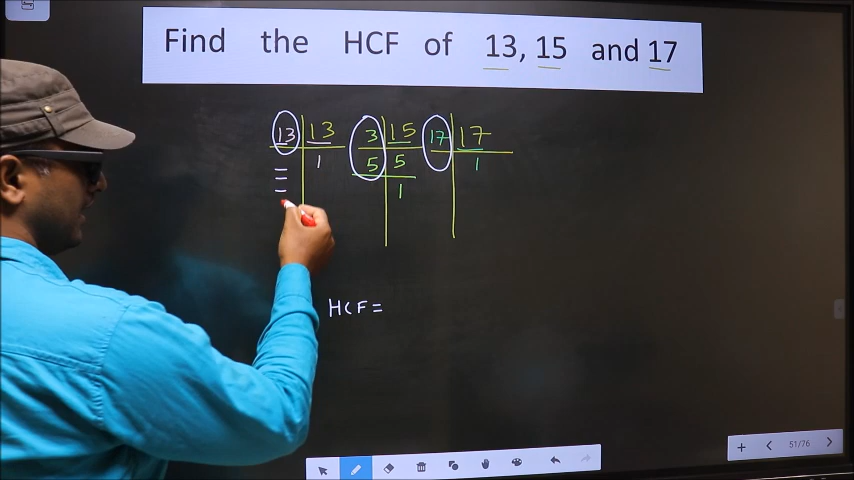 Find the HCF of 13, 15 and 17
13 13 3 15 17 17
1 5 5 1
1
HCF =
51/76